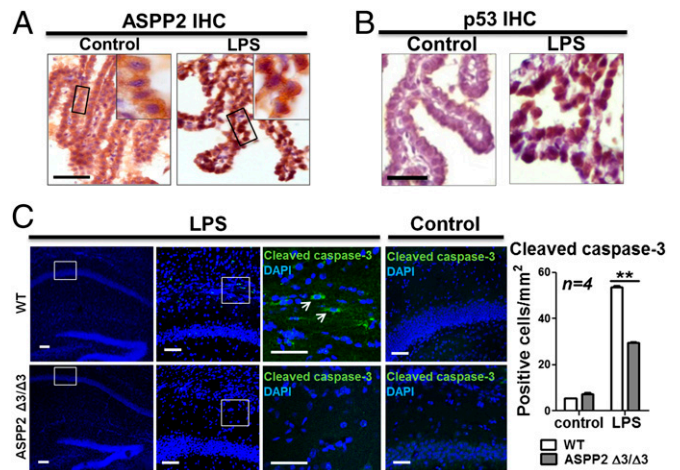 A
ASPP2 IHC
Control
LPS
B
p53 IHC
Control
LPS
C
LPS
Control
WT
Cleaved caspase-3
DAPI
Cleaved caspase-3
DAPI
ASPP2 Δ3/Δ3
Cleaved caspase-3
DAPI
Cleaved caspase-3
DAPI
Cleaved caspase-3
Positive cells/mm²
60
40
20
0
n=4
**
control
LPS
WT
ASPP2 Δ3/Δ3